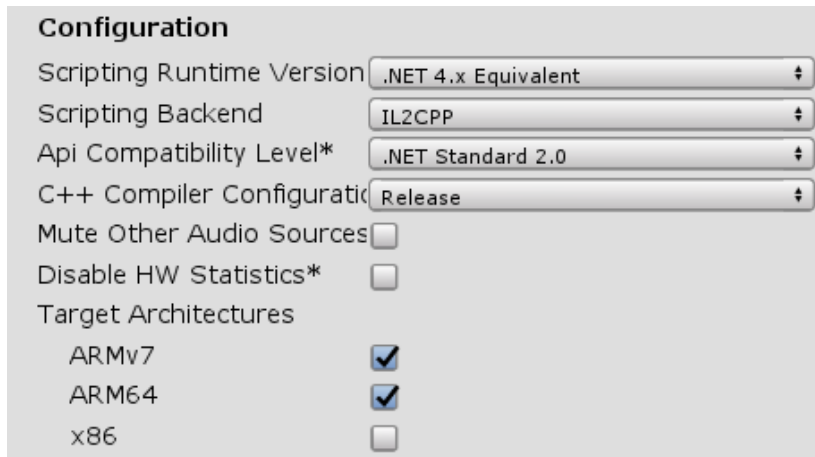 Configuration
Scripting Runtime Version .NET 4.x Equivalent
Scripting Backend IL2CPP
Api Compatibility Level* .NET Standard 2.0
C++ Compiler Configuratio Release
Mute Other Audio Sources
Disable HW Statistics*
Target Architectures
ARMv7
ARM64
x86